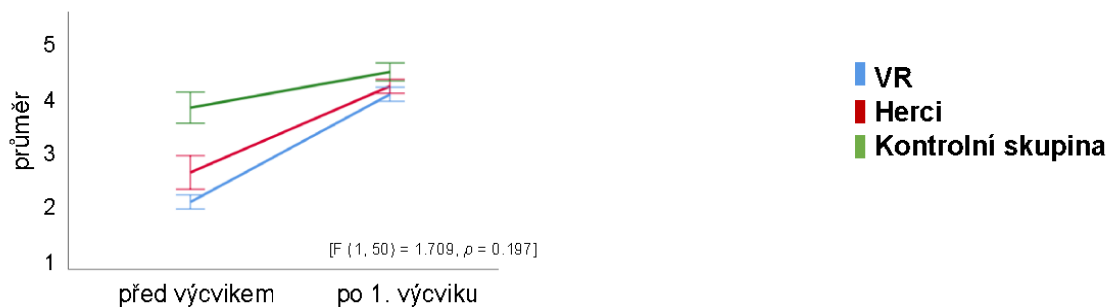 5
4
3
2
1
průměr
[F (1, 50) = 1.709, ρ = 0.197]
před výcvikem
po 1. výcviku
VR
Herci
Kontrolní skupina